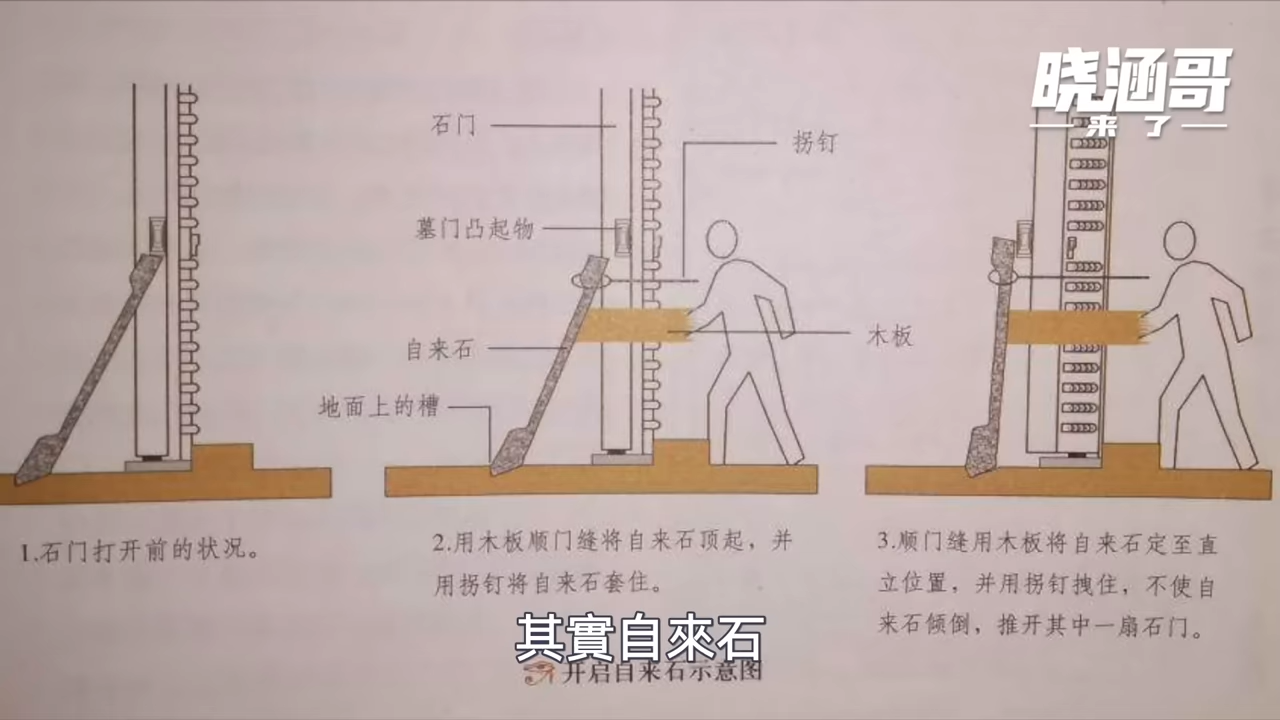 晓涵哥
来了
石门
拐钉
墓门凸起物
自来石
木板
地面上的槽
1.石门打开前的状况。
2.用木板顺门缝将自来石顶起，并
用拐钉将自来石套住。
3.顺门缝用木板将自来石定至直
立位置，并用拐钉拽住，不使自
来石倾倒，推开其中一扇石门。
其實自來石
开启自来石示意图